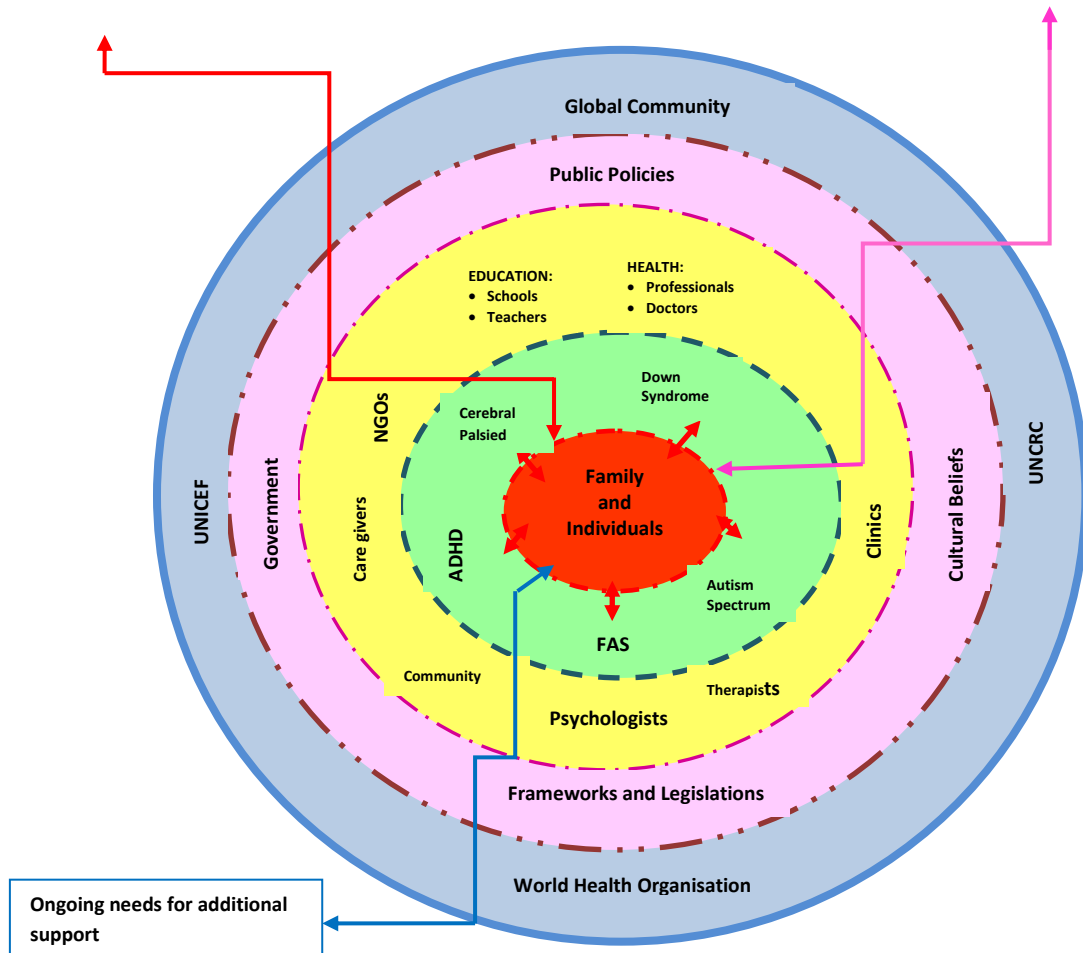 Global Community
Public Policies
EDUCATION:
• Schools
• Teachers
HEALTH:
• Professionals
• Doctors
Down
Syndrome
Cerebral
Palsied
NGOs
Family
and
Individuals
UNICEF
Government
Care givers
ADHD
Clinics
Cultural Beliefs
UNCRC
Autism
Spectrum
FAS
Community
Therapists
Psychologists
Frameworks and Legislations
World Health Organisation
Ongoing needs for additional
support